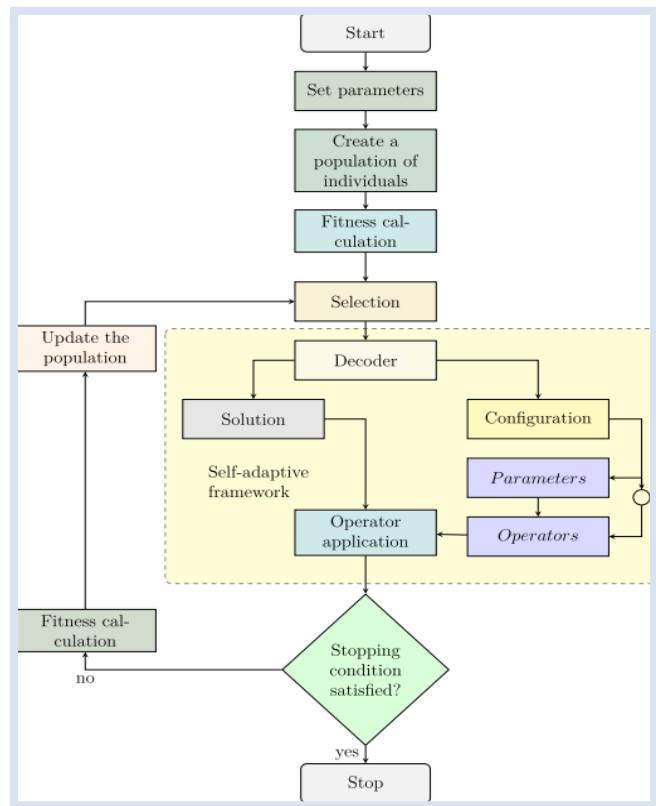 Start
Set parameters
Create a
population of
individuals
Fitness cal-
culation
Selection
Update the
population
Decoder
Solution
Configuration
Self-adaptive
framework
Parameters
Operator
application
Operators
Fitness cal-
culation
Stopping
condition
satisfied?
no
yes
Stop